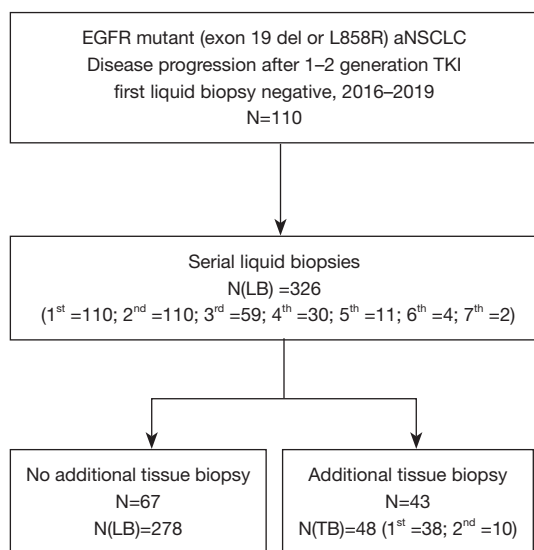 EGFR mutant (exon 19 del or L858R) aNSCLC
Disease progression after 1–2 generation TKI
first liquid biopsy negative, 2016–2019
N=110
Serial liquid biopsies
N(LB) =326
(1st =110; 2nd =110; 3rd =59; 4th =30; 5th =11; 6th =4; 7th =2)
No additional tissue biopsy
N=67
N(LB)=278
Additional tissue biopsy
N=43
N(TB)=48 (1st =38; 2nd =10)